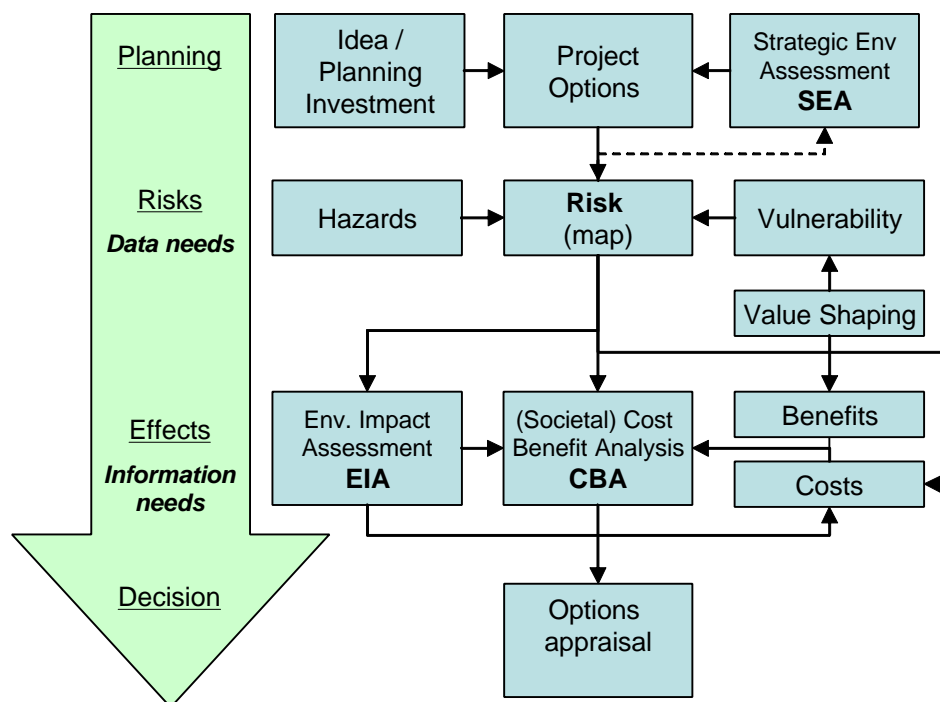 Planning
Idea /
Planning
Investment
Project
Options
Strategic Env
Assessment
SEA
Risks
Data needs
Hazards
Risk
(map)
Vulnerability
Value Shaping
Effects
Information
needs
Env. Impact
Assessment
EIA
(Societal) Cost
Benefit Analysis
CBA
Benefits
Costs
Decision
Options
appraisal